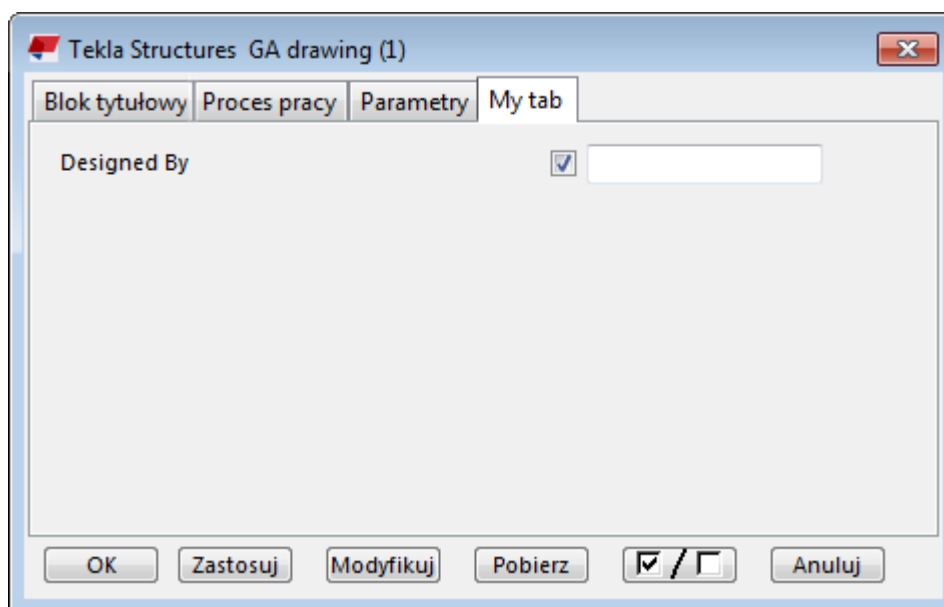 Tekla Structures GA drawing (1)
Blok tytułowy Proces pracy Parametry My tab
Designed By
OK Zastosuj Modyfikuj Pobierz / Anuluj